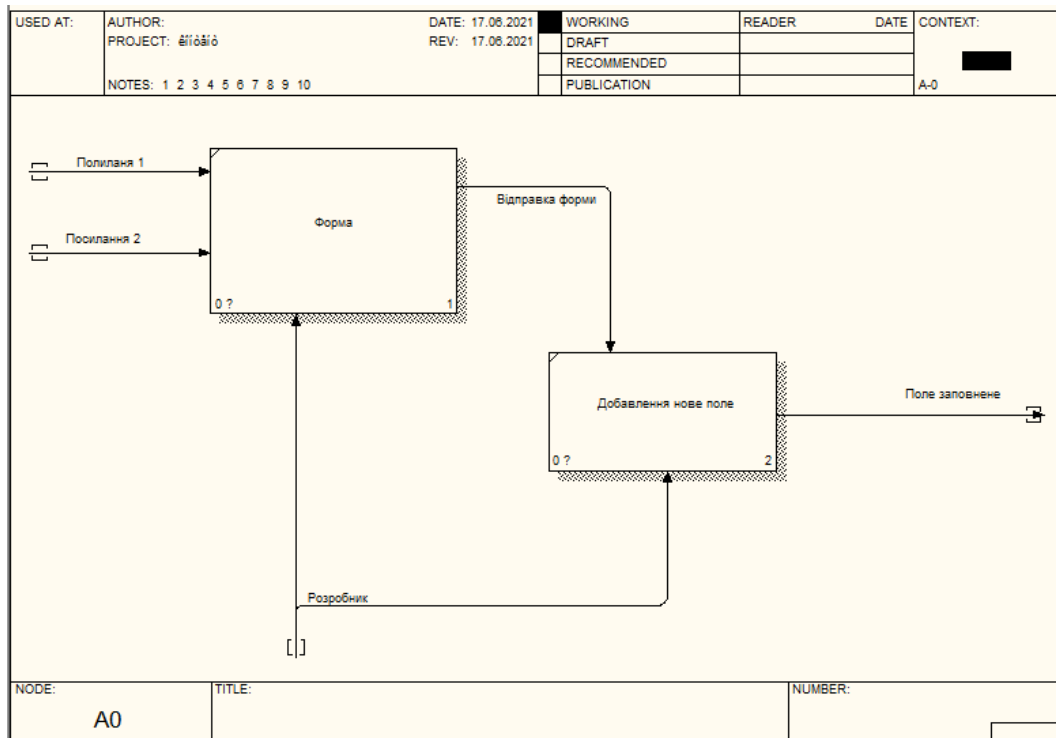 USED AT:
AUTHOR:
DATE: 17.06.2021
PROJECT: êîíòåíò
REV: 17.06.2021
NOTES: 1 2 3 4 5 6 7 8 9 10
WORKING
DRAFT
RECOMMENDED
PUBLICATION
READER
DATE
CONTEXT:
A-0
Полиланя 1
Посилання 2
Форма
0 ?
1
Відправка форми
Добавлення нове поле
0 ?
2
Поле заповнене
Розробник
NODE:
A0
TITLE:
NUMBER: